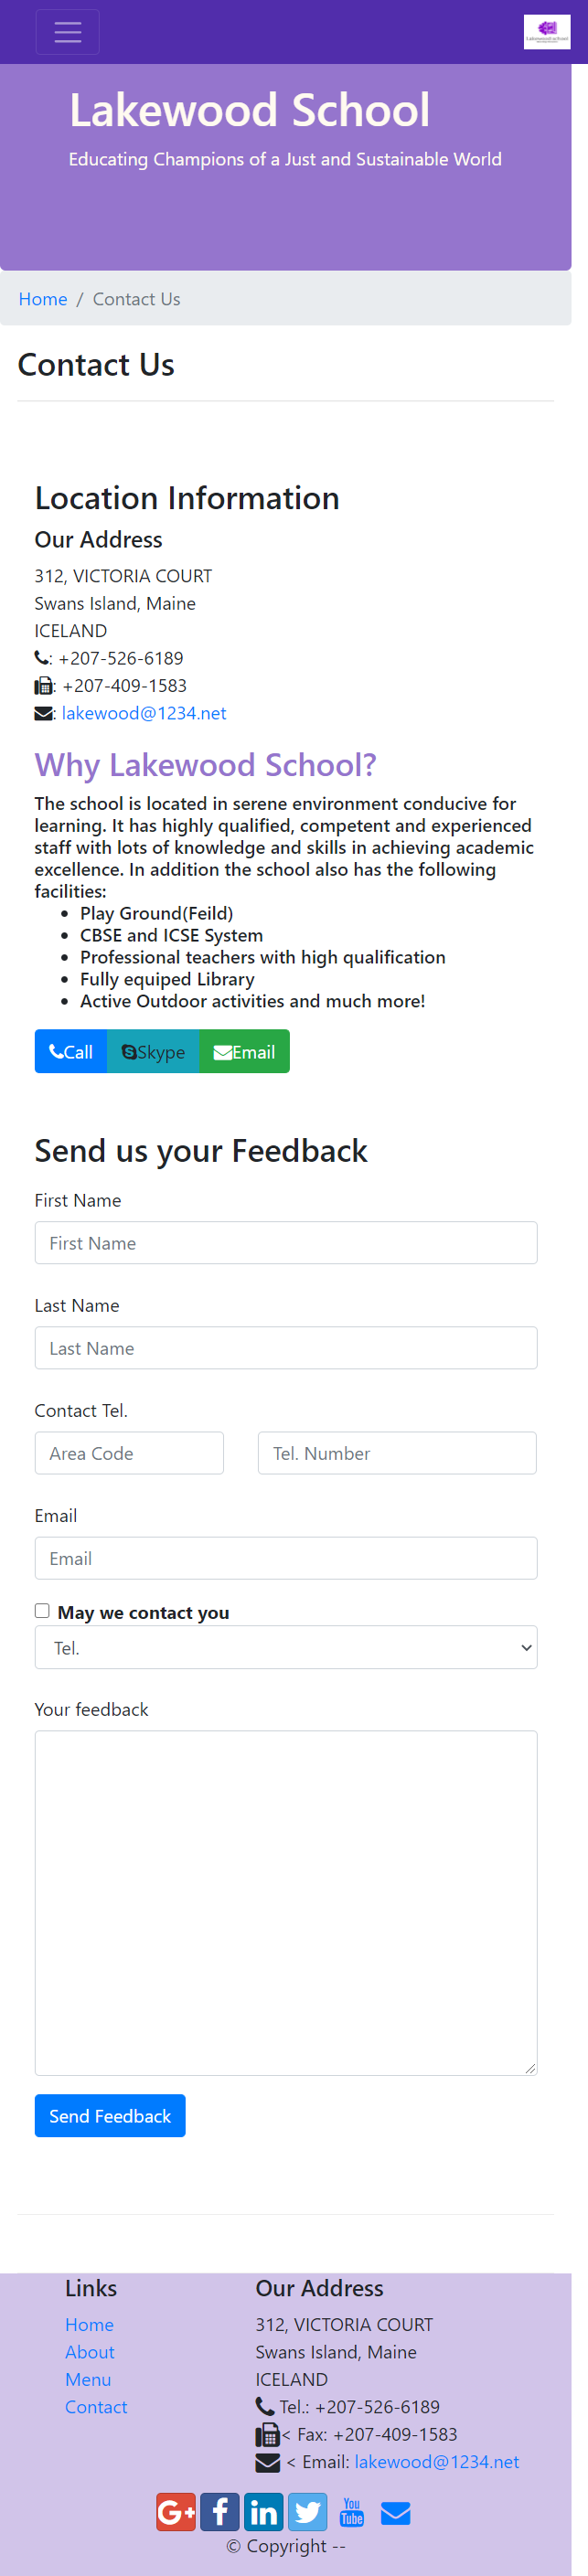 Lakewood School
Educating Champions of a Just and Sustainable World
Home / Contact Us
Contact Us
Location Information
Our Address
312, VICTORIA COURT
Swans Island, Maine
ICELAND
: +207-526-6189
: +207-409-1583
: lakewood@1234.net
Why Lakewood School?
The school is located in serene environment conducive for
learning. It has highly qualified, competent and experienced
staff with lots of knowledge and skills in achieving academic
excellence. In addition the school also has the following
facilities:
• Play Ground(Feild)
• CBSE and ICSE System
• Professional teachers with high qualification
• Fully equiped Library
• Active Outdoor activities and much more!
Call Skype Email
Send us your Feedback
First Name
First Name
Last Name
Last Name
Contact Tel.
Area Code Tel. Number
Email
Email
May we contact you
Tel.
Your feedback
Send Feedback
Links
Home
About
Menu
Contact
Our Address
312, VICTORIA COURT
Swans Island, Maine
ICELAND
Tel.: +207-526-6189
< Fax: +207-409-1583
< Email: lakewood@1234.net
G+ f in You Tube
© Copyright --